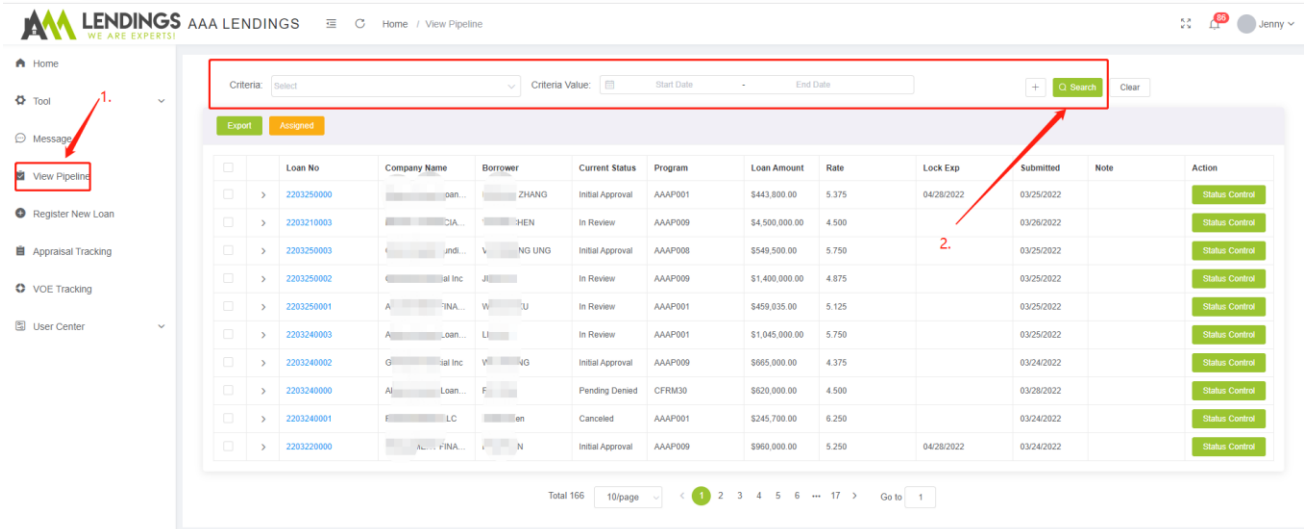 LENDINGS
WE ARE EXPERTS!
AAA LENDINGS
Home / View Pipeline
86
Jenny
Home
Tool
Message
View Pipeline
Register New Loan
Appraisal Tracking
VOE Tracking
User Center
1.
Criteria: Select Criteria Value: Start Date - End Date + Search Clear
Export Assigned
2.
Loan No Company Name Borrower Current Status Program Loan Amount Rate Lock Exp Submitted Note Action
2203250000 ZHANG Initial Approval AAAP001 $443,800.00 5.375 04/28/2022 03/25/2022 Status Control
2203210003 In Review AAAP009 $4,500,000.00 4.500 03/26/2022 Status Control
2203250003 UNG Initial Approval AAAP008 $549,500.00 5.750 03/25/2022 Status Control
2203250002 Inc In Review AAAP009 $1,400,000.00 4.875 03/25/2022 Status Control
2203250001 In Review AAAP001 $459,035.00 5.125 03/25/2022 Status Control
2203240003 Loan... In Review AAAP001 $1,045,000.00 5.750 03/25/2022 Status Control
2203240002 Inc Initial Approval AAAP009 $665,000.00 4.375 03/24/2022 Status Control
2203240000 Loan... Pending Denied CFRM30 $620,000.00 4.500 03/28/2022 Status Control
2203240001 Canceled AAAP001 $245,700.00 6.250 03/24/2022 Status Control
2203220000 FINA... Initial Approval AAAP009 $960,000.00 5.250 04/28/2022 03/24/2022 Status Control
Total 166 10/page < 1 2 3 4 5 6 ••• 17 > Go to 1